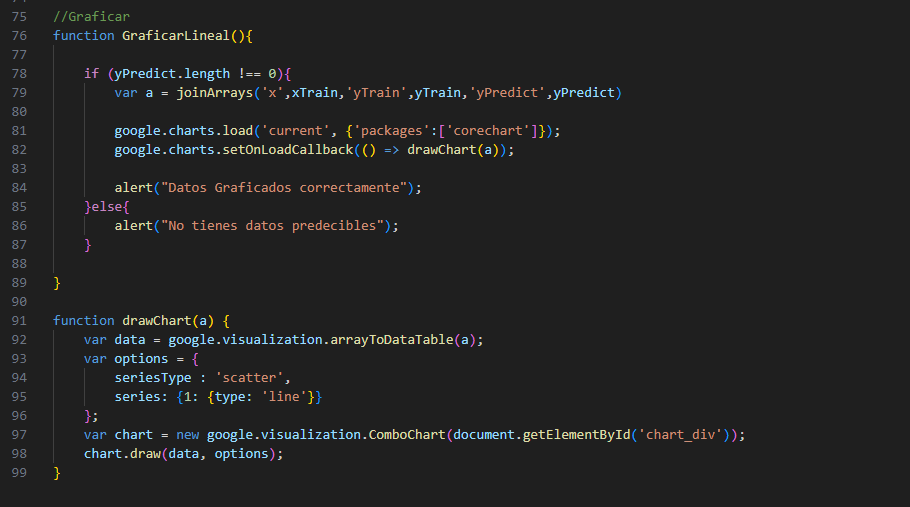 75 //Graficar
76 function GraficarLineal(){
77
78     if (yPredict.length !== 0){
79         var a = joinArrays('x',xTrain,'yTrain',yTrain,'yPredict',yPredict)
80
81         google.charts.load('current', {'packages':['corechart']});
82         google.charts.setOnLoadCallback(() => drawChart(a));
83
84         alert("Datos Graficados correctamente");
85     }else{
86         alert("No tienes datos predecibles");
87     }
88
89 }
90
91 function drawChart(a) {
92     var data = google.visualization.arrayToDataTable(a);
93     var options = {
94         seriesType : 'scatter',
95         series: {1: {type: 'line'}}
96     };
97     var chart = new google.visualization.ComboChart(document.getElementById('chart_div'));
98     chart.draw(data, options);
99 }